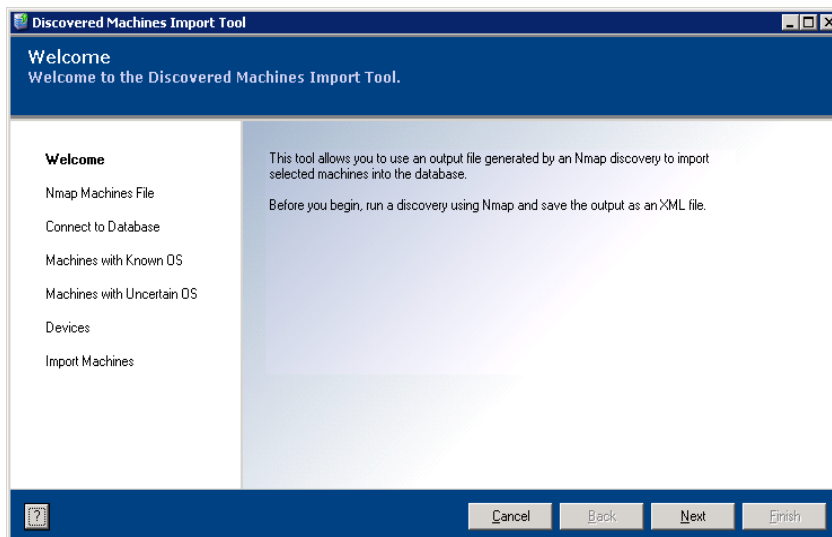 Discovered Machines Import Tool
Welcome
Welcome to the Discovered Machines Import Tool.
Welcome
Nmap Machines File
Connect to Database
Machines with Known OS
Machines with Uncertain OS
Devices
Import Machines
This tool allows you to use an output file generated by an Nmap discovery to import
selected machines into the database.
Before you begin, run a discovery using Nmap and save the output as an XML file.
?
Cancel
Back
Next
Finish